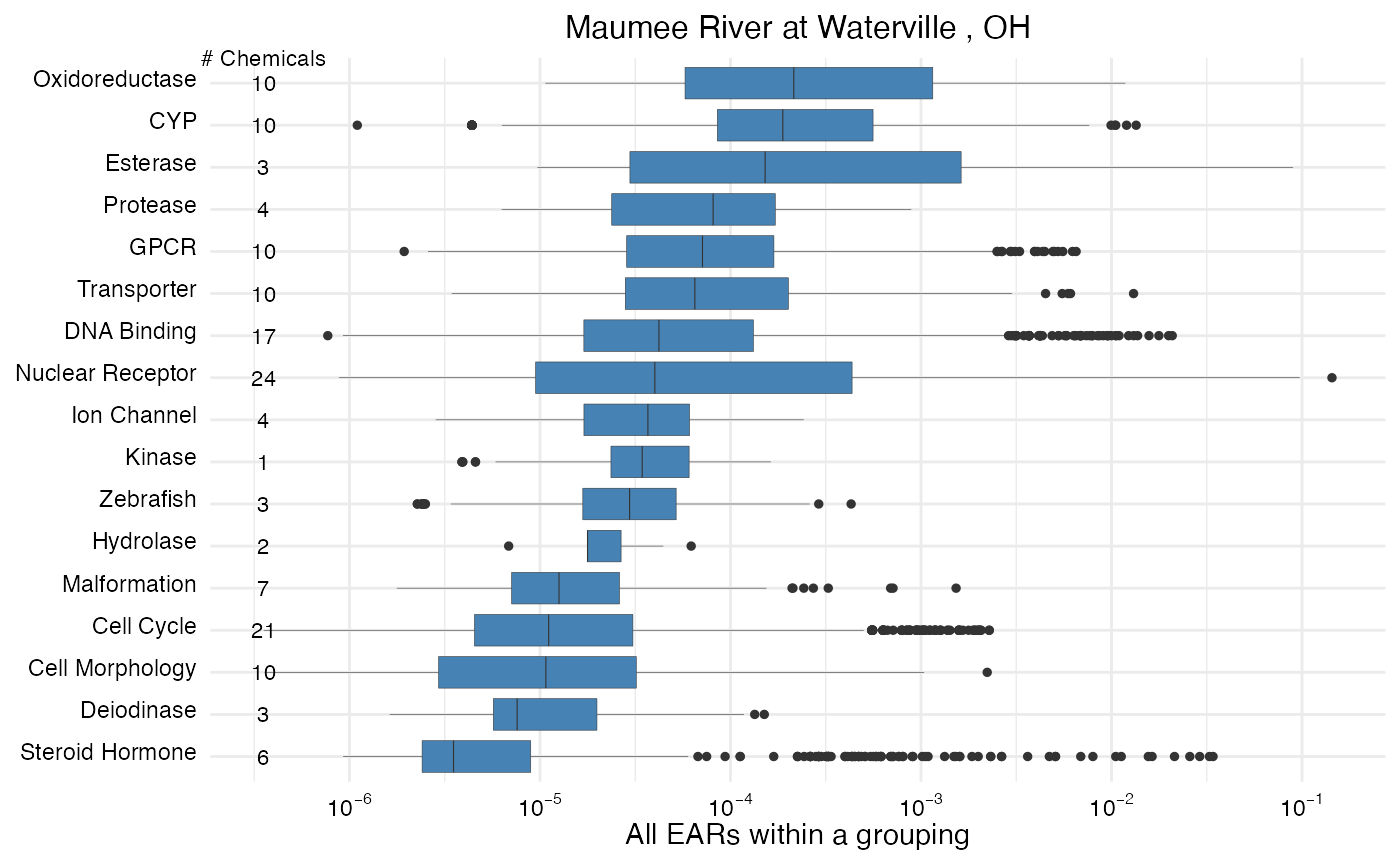 Maumee River at Waterville , OH
# Chemicals
Oxidoreductase 10
CYP 10
Esterase 3
Protease 4
GPCR 10
Transporter 10
DNA Binding 17
Nuclear Receptor 24
Ion Channel 4
Kinase 1
Zebrafish 3
Hydrolase 2
Malformation 7
Cell Cycle 21
Cell Morphology 10
Deiodinase 3
Steroid Hormone 6
10⁻⁶ 10⁻⁵ 10⁻⁴ 10⁻³ 10⁻² 10⁻¹
All EARs within a grouping